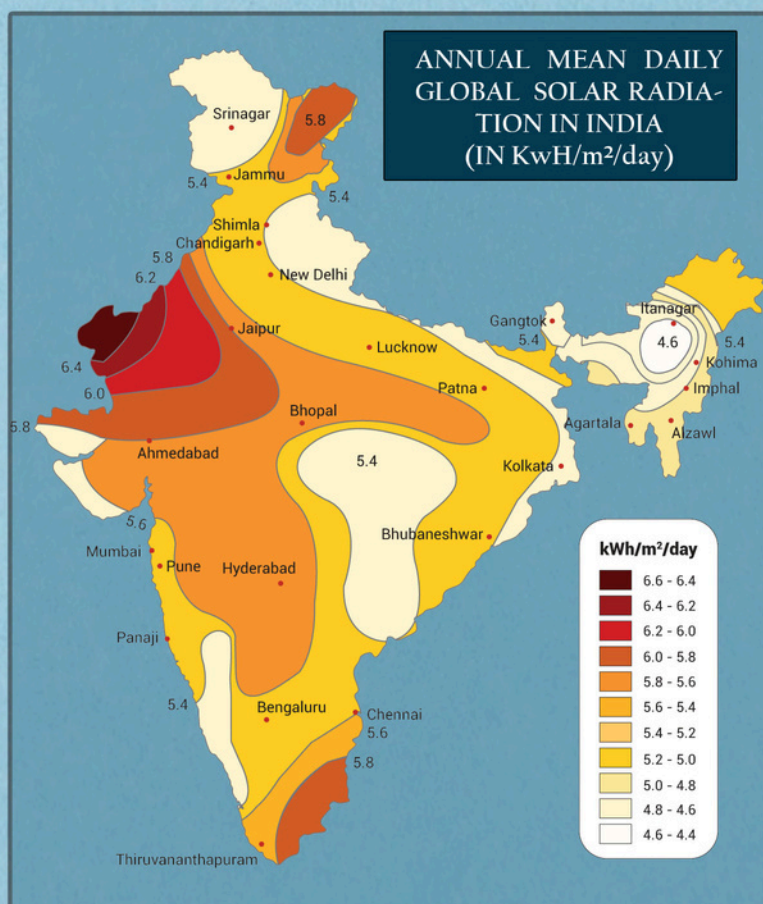 ANNUAL MEAN DAILY
GLOBAL SOLAR RADIA-
TION IN INDIA
(IN KwH/m²/day)
Srinagar
5.8
5.4
Jammu
5.4
Shimla
Chandigarh
5.8
6.2
New Delhi
Itanagar
Gangtok
5.4
4.6
5.4
Jaipur
Lucknow
Kohima
6.4
6.0
Patna
Imphal
Bhopal
5.8
Agartala
Alzawl
Ahmedabad
5.4
Kolkata
5.6
Bhubaneshwar
Mumbai
Pune
Hyderabad
Panaji
5.4
Bengaluru
Chennai
5.6
5.8
Thiruvananthapuram
kWh/m²/day
6.6 - 6.4
6.4 - 6.2
6.2 - 6.0
6.0 - 5.8
5.8 - 5.6
5.6 - 5.4
5.4 - 5.2
5.2 - 5.0
5.0 - 4.8
4.8 - 4.6
4.6 - 4.4